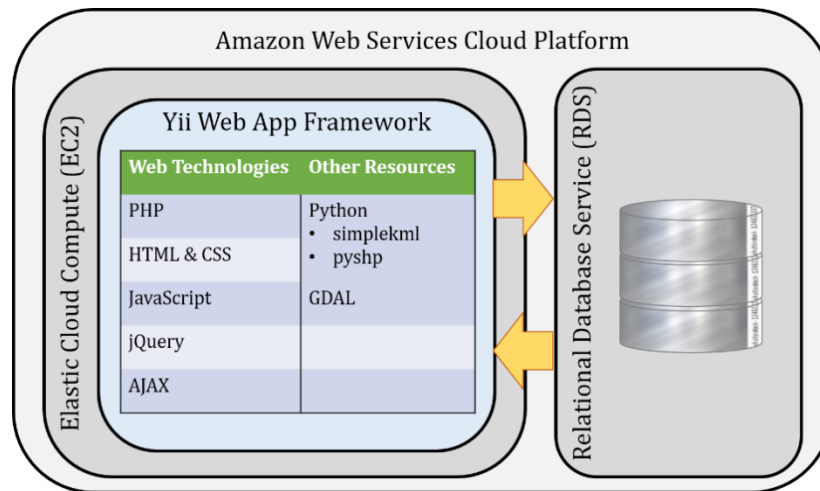 Amazon Web Services Cloud Platform
Elastic Cloud Compute (EC2)
Yii Web App Framework
Web Technologies Other Resources
PHP Python
• simplekml
HTML & CSS • pyshp
JavaScript GDAL
jQuery
AJAX
Relational Database Service (RDS)